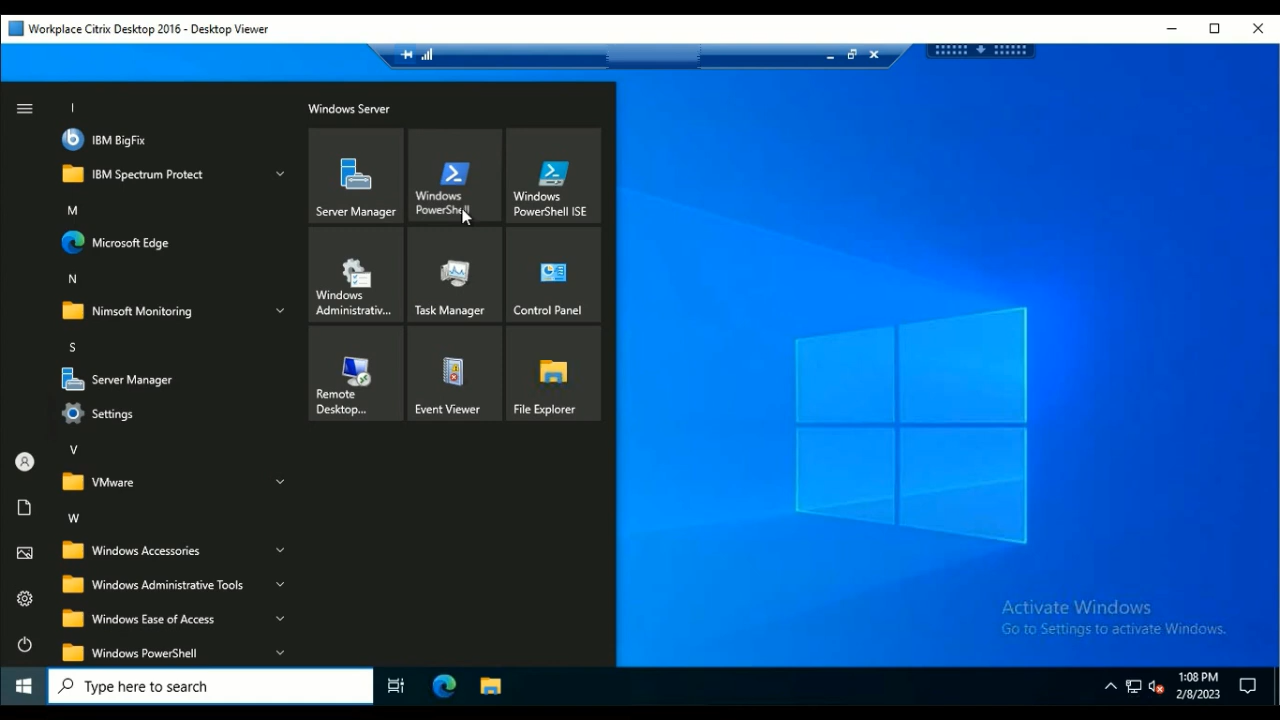 Workplace Citrix Desktop 2016 - Desktop Viewer
I
IBM BigFix
IBM Spectrum Protect
M
Microsoft Edge
N
Nimsoft Monitoring
S
Server Manager
Settings
V
VMware
W
Windows Accessories
Windows Administrative Tools
Windows Ease of Access
Windows PowerShell
Windows Server
Server Manager
Windows
PowerShell
Windows
PowerShell ISE
Windows
Administrativ...
Task Manager
Control Panel
Remote
Desktop...
Event Viewer
File Explorer
Activate Windows
Go to Settings to activate Windows.
Type here to search
1:08 PM
2/8/2023